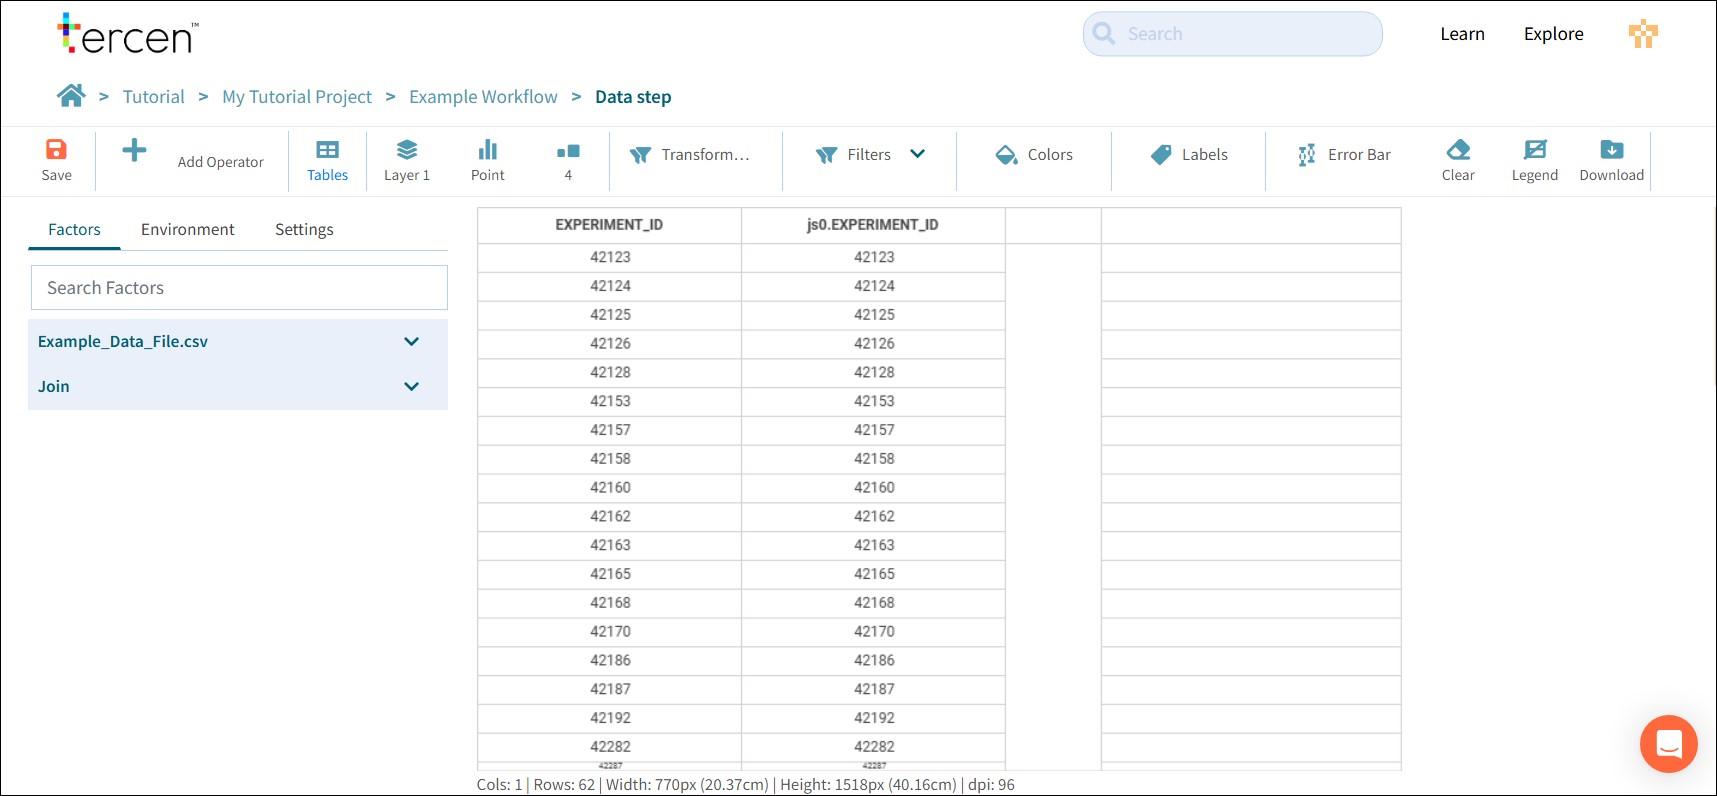 tercen™
Search
Learn
Explore
> Tutorial > My Tutorial Project > Example Workflow > Data step
Save
Add Operator
Tables
Layer 1
Point
4
Transform...
Filters
Colors
Labels
Error Bar
Clear
Legend
Download
Factors Environment Settings
Search Factors
Example_Data_File.csv
Join
EXPERIMENT_ID js0.EXPERIMENT_ID
42123 42123
42124 42124
42125 42125
42126 42126
42128 42128
42153 42153
42157 42157
42158 42158
42160 42160
42162 42162
42163 42163
42165 42165
42168 42168
42170 42170
42186 42186
42187 42187
42192 42192
42282 42282
42287 42287
Cols: 1 | Rows: 62 | Width: 770px (20.37cm) | Height: 1518px (40.16cm) | dpi: 96